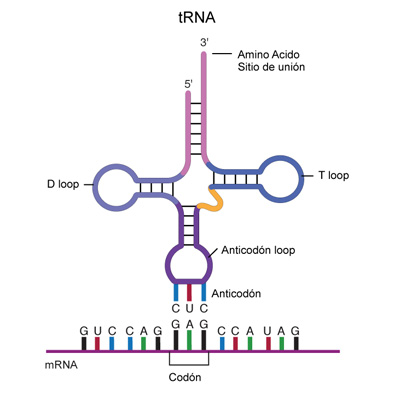 tRNA
3'
Amino Acido
Sitio de unión
5'
D loop
T loop
Anticodón loop
Anticodón
C U C
G U C C A G G A G C C A U A G
mRNA
Codón